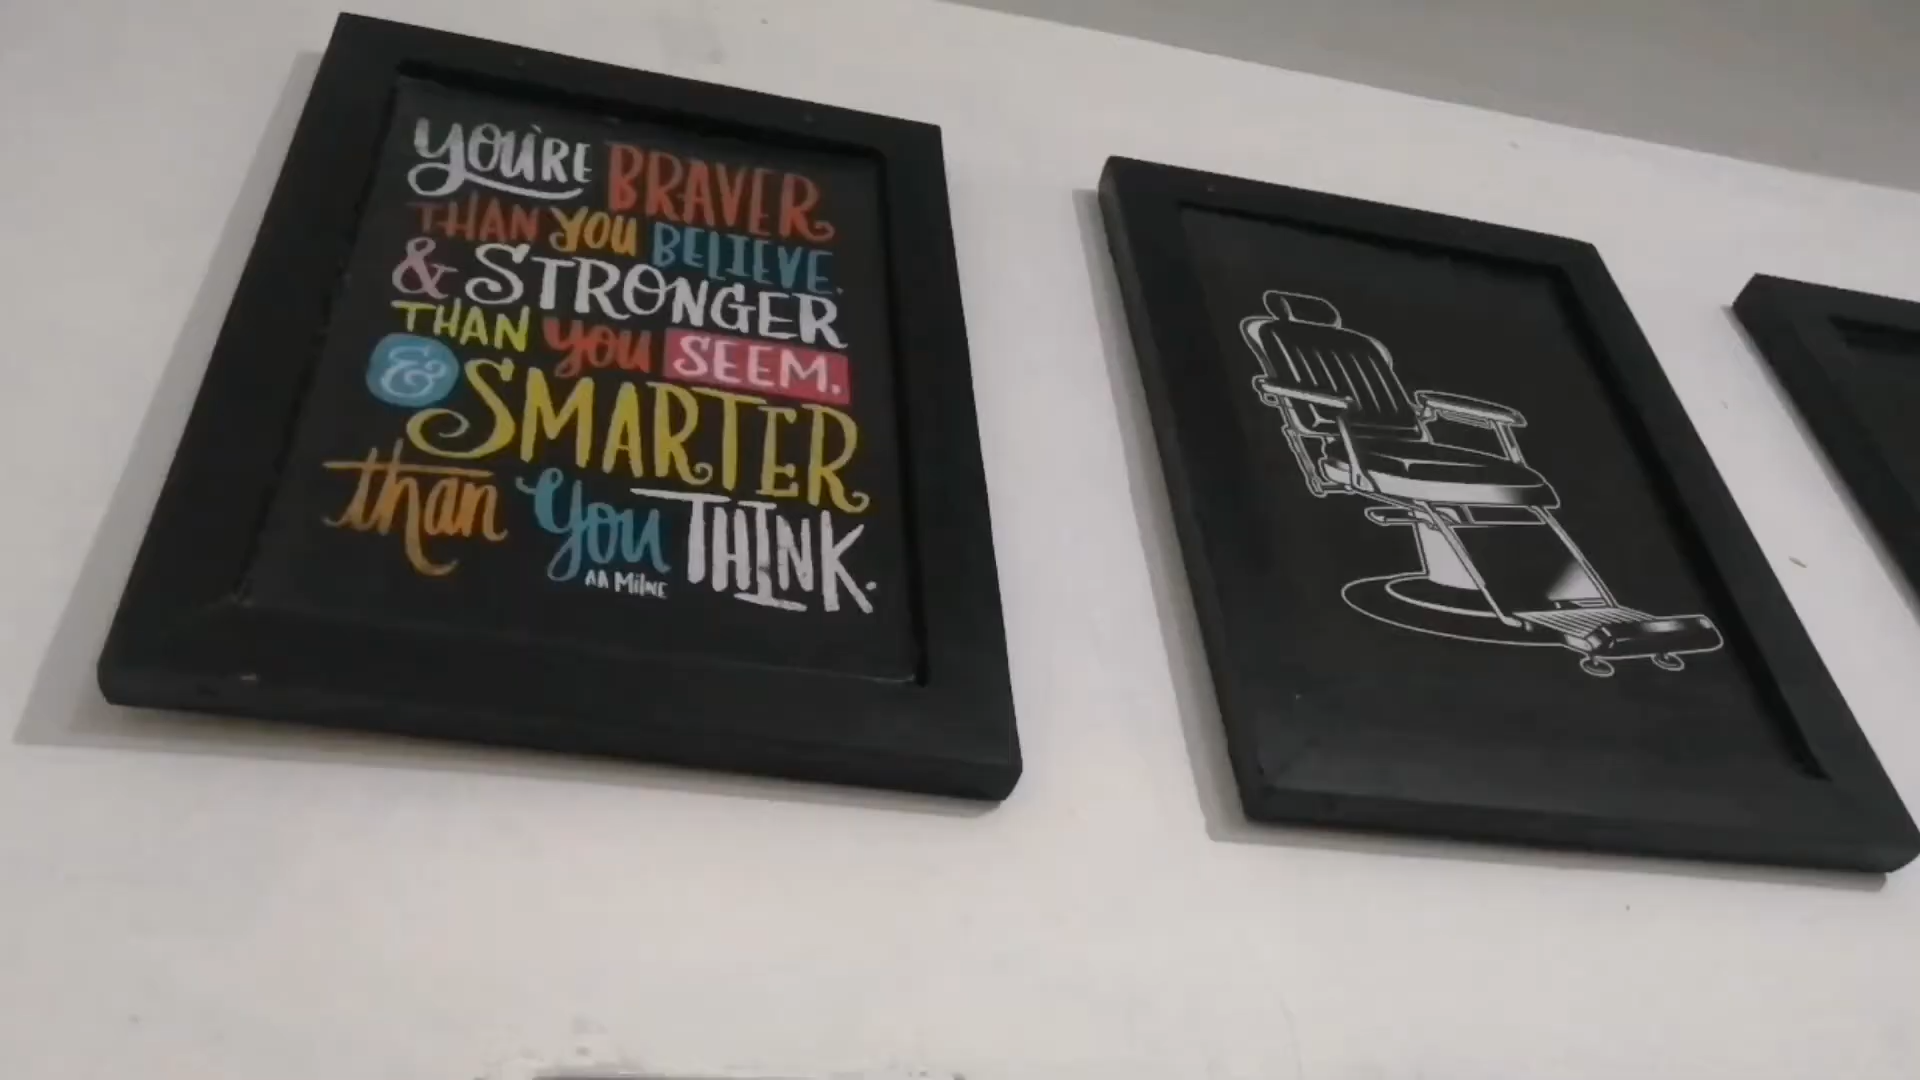 you're BRAVER
THAN you BELIEVE.
& STRONGER
THAN you SEEM.
& SMARTER
than you THINK.
AA MilNE